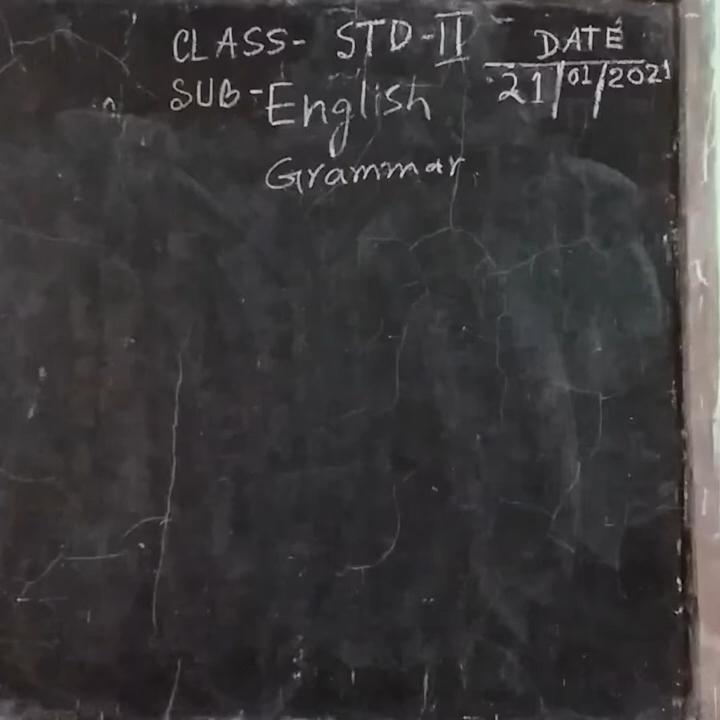 CLASS- STD-II
DATE
21/01/2021
SUB-English
Grammar